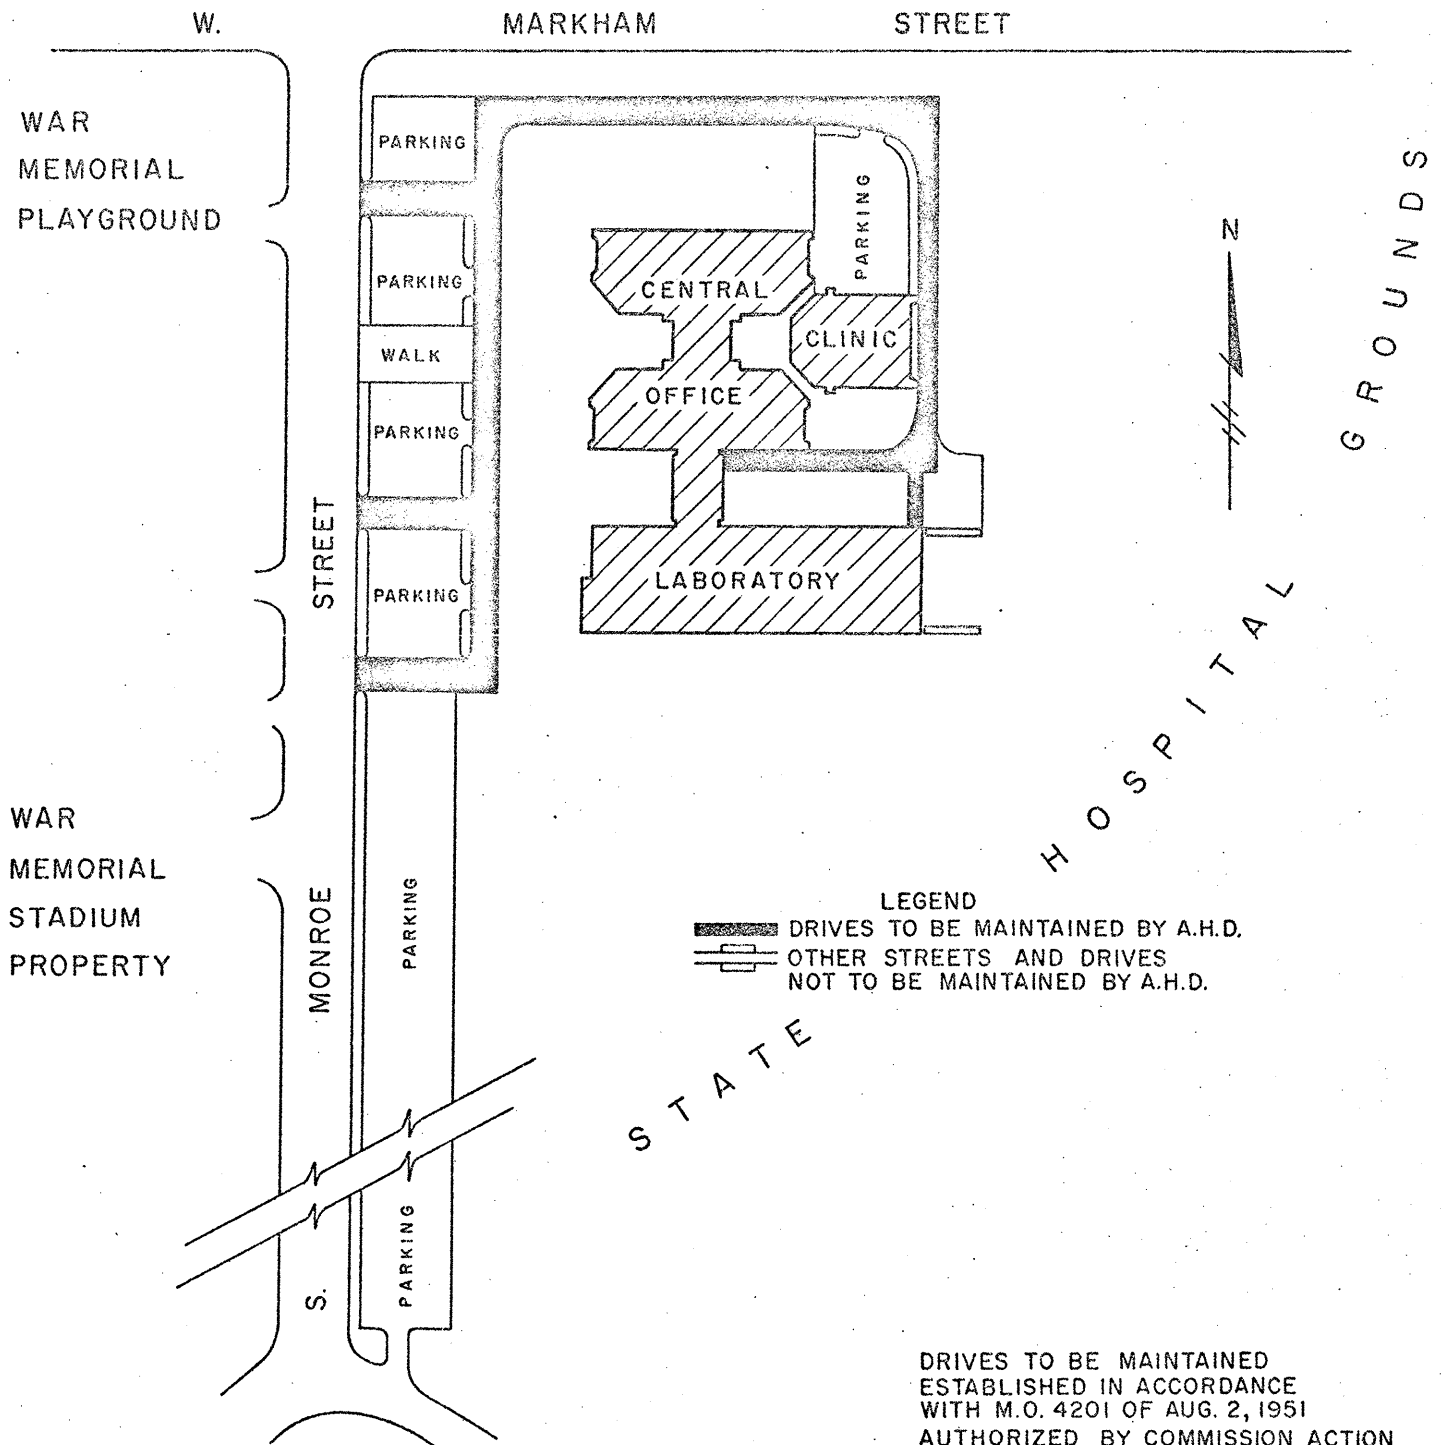 W. MARKHAM STREET
WAR
MEMORIAL
PLAYGROUND
PARKING
PARKING
WALK
PARKING
PARKING
PARKING
CENTRAL
CLINIC
OFFICE
LABORATORY
N
STATE HOSPITAL GROUNDS
S. MONROE STREET
WAR
MEMORIAL
STADIUM
PROPERTY
PARKING
PARKING
LEGEND
DRIVES TO BE MAINTAINED BY A.H.D.
OTHER STREETS AND DRIVES
NOT TO BE MAINTAINED BY A.H.D.
DRIVES TO BE MAINTAINED
ESTABLISHED IN ACCORDANCE
WITH M.O. 4201 OF AUG. 2, 1951
AUTHORIZED BY COMMISSION ACTION